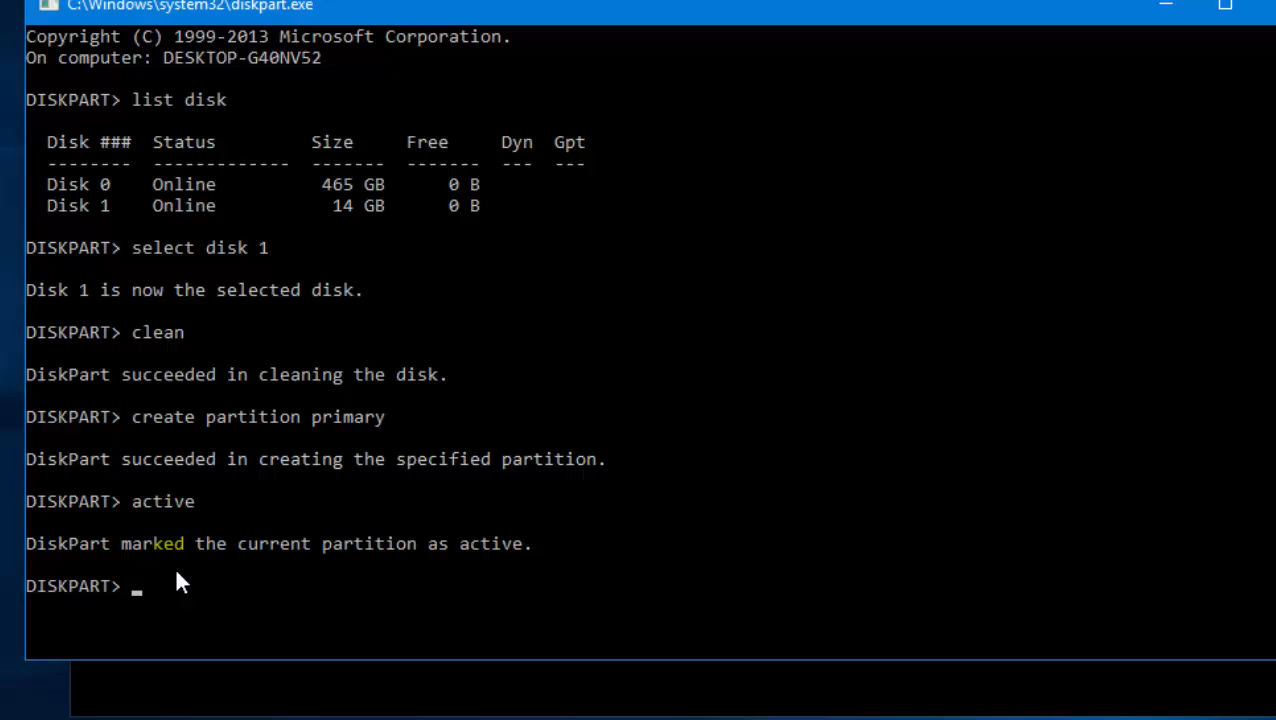 C:\Windows\system32\diskpart.exe
Copyright (C) 1999-2013 Microsoft Corporation.
On computer: DESKTOP-G40NV52
DISKPART> list disk
Disk ### Status Size Free Dyn Gpt
-------- ------------- ------- ------- --- ---
Disk 0 Online 465 GB 0 B
Disk 1 Online 14 GB 0 B
DISKPART> select disk 1
Disk 1 is now the selected disk.
DISKPART> clean
DiskPart succeeded in cleaning the disk.
DISKPART> create partition primary
DiskPart succeeded in creating the specified partition.
DISKPART> active
DiskPart marked the current partition as active.
DISKPART> _